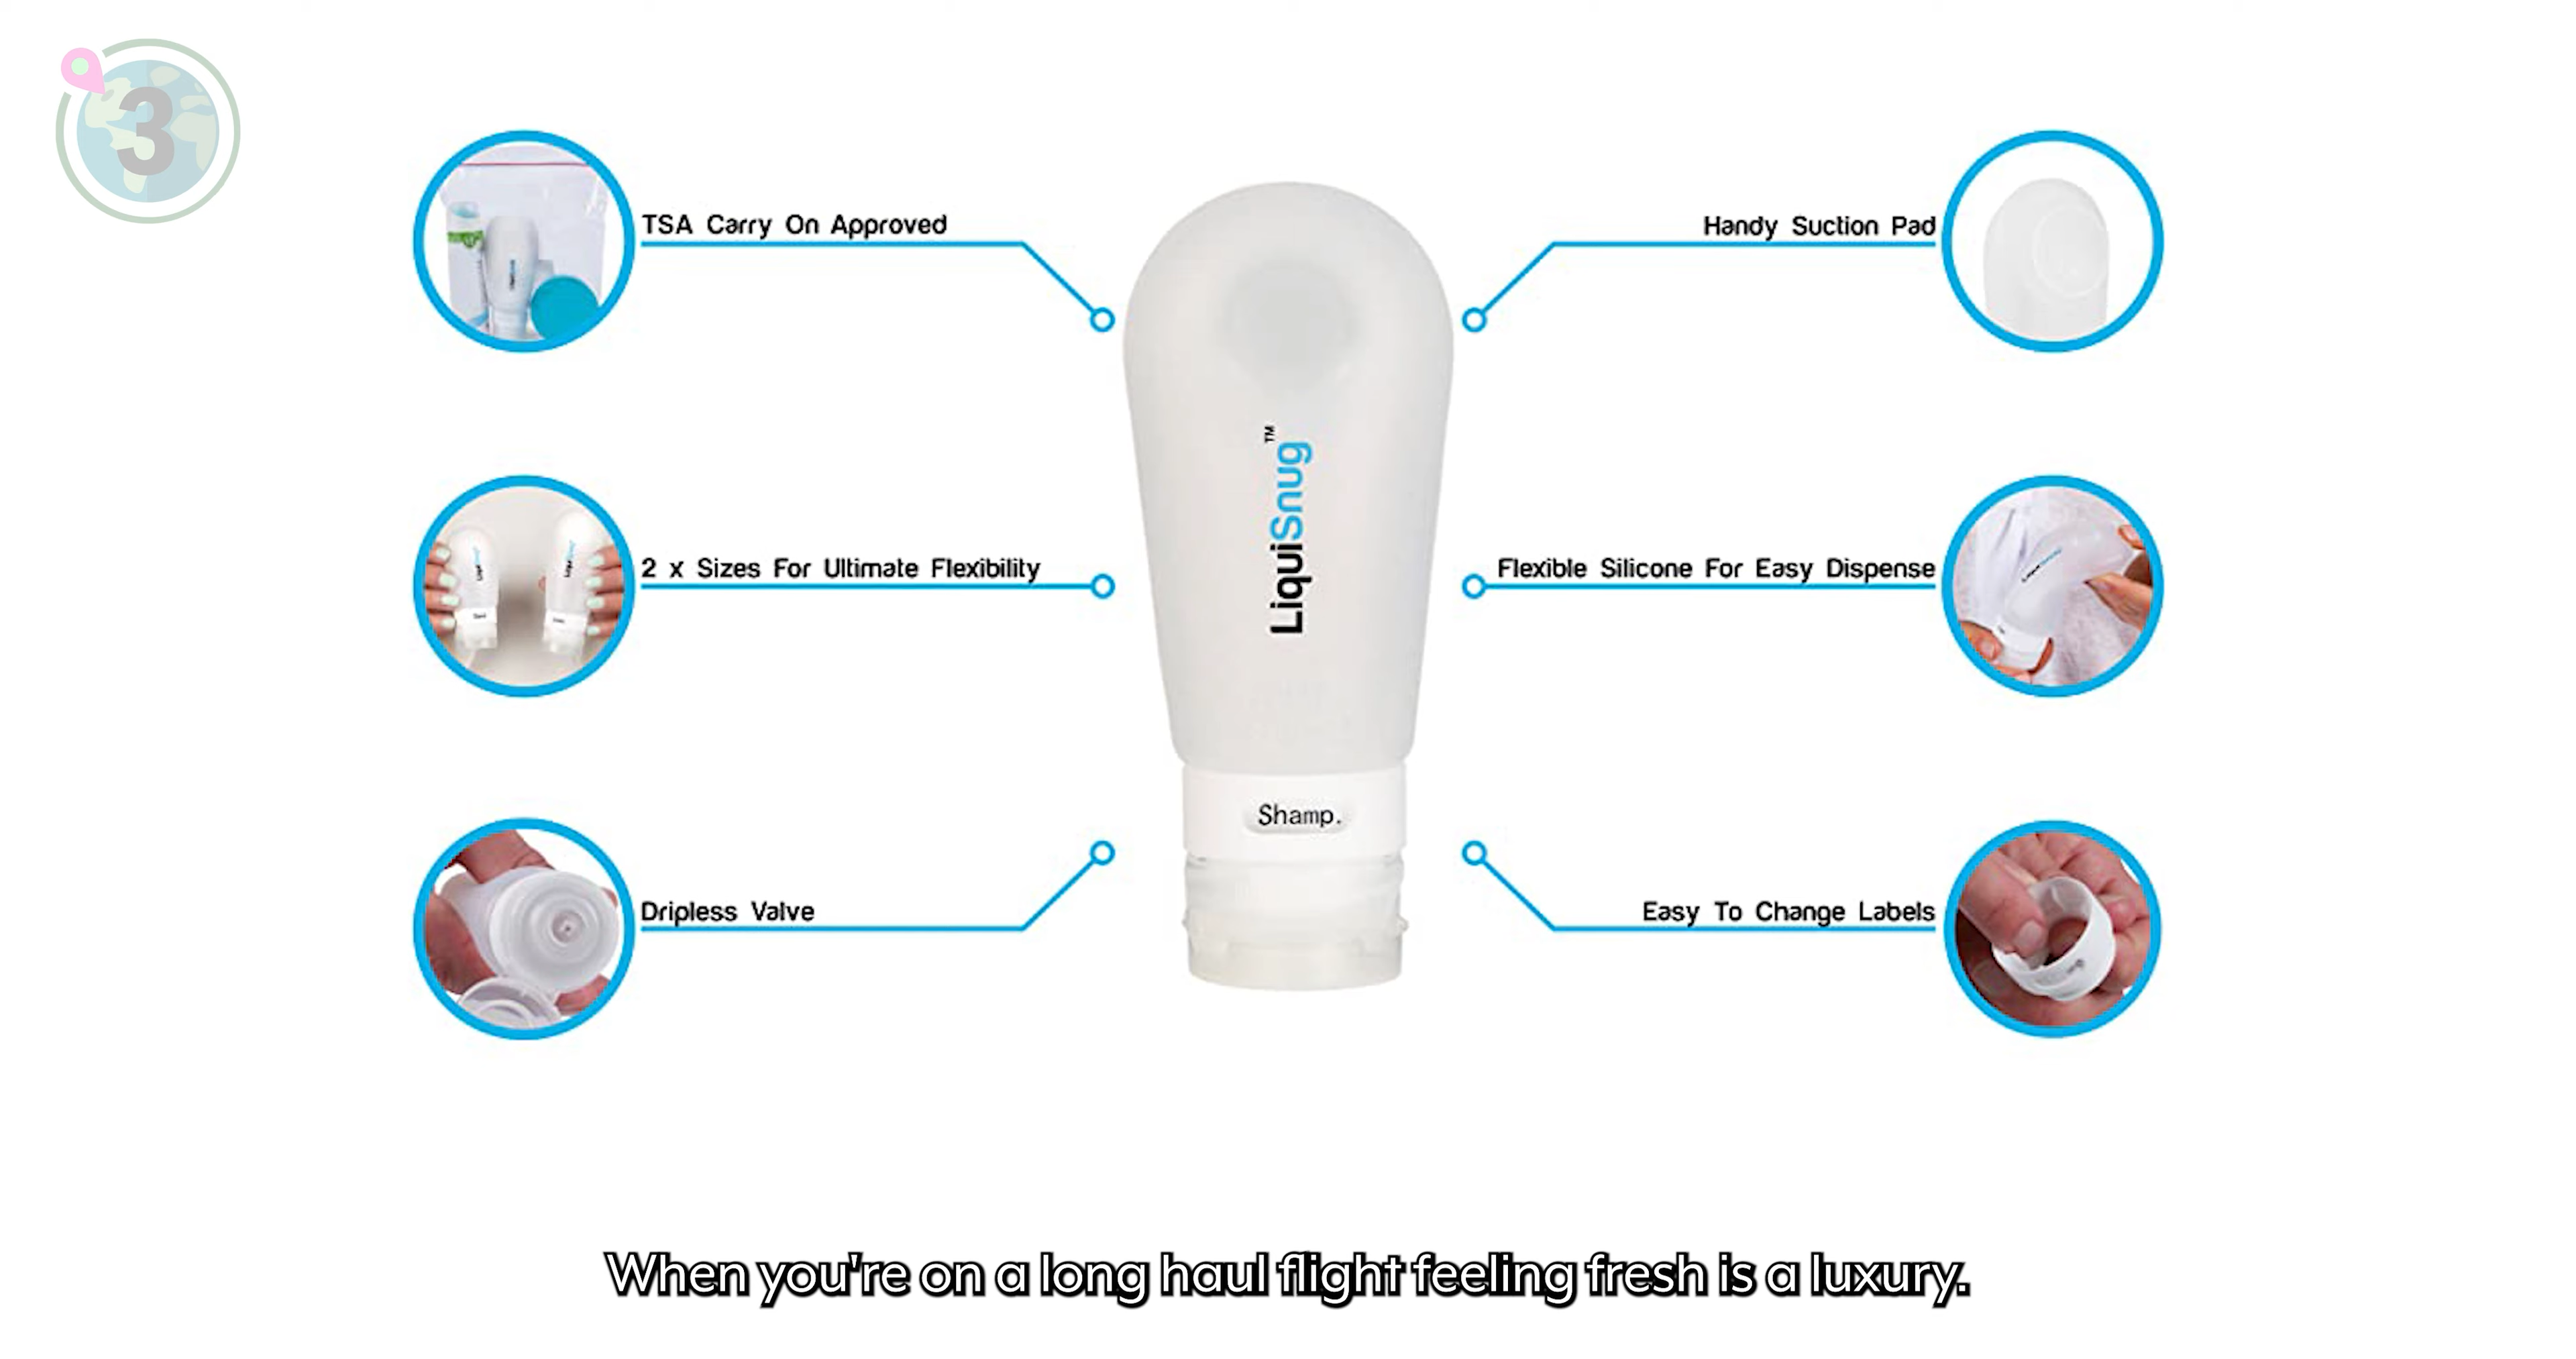 3
TSA Carry On Approved
Handy Suction Pad
LiquiSnug™
2 x Sizes For Ultimate Flexibility
Flexible Silicone For Easy Dispense
Shamp.
Dripless Valve
Easy To Change Labels
When you're on a long haul flight feeling fresh is a luxury.